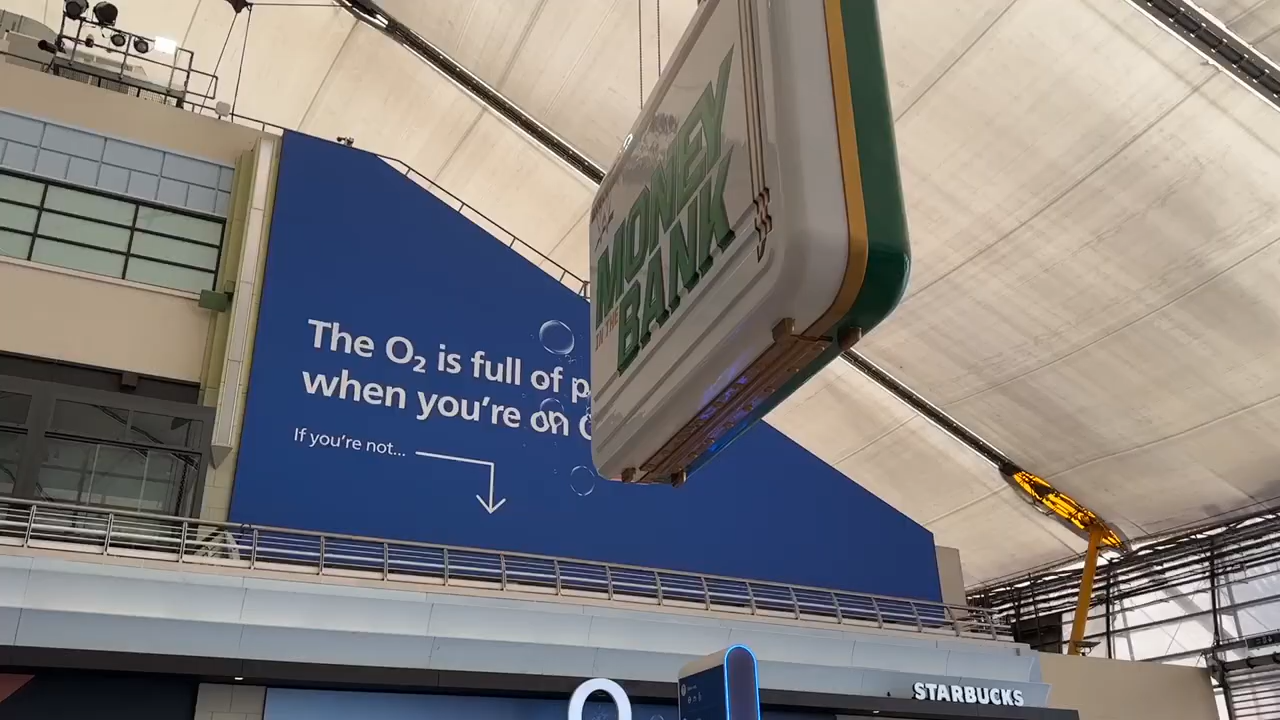 The O₂ is full of
when you're on
If you're not...
MONEY
IN THE
BANK
STARBUCKS